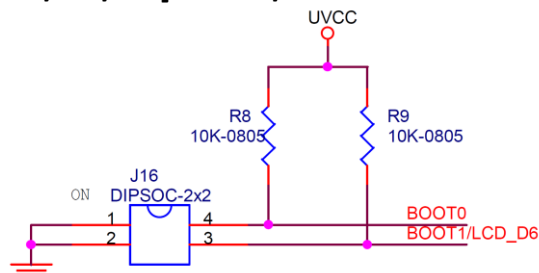 UVCC
R8
10K-0805
R9
10K-0805
J16
ON
DIPSOC-2x2
1
4
BOOT0
2
3
BOOT1/LCD_D6